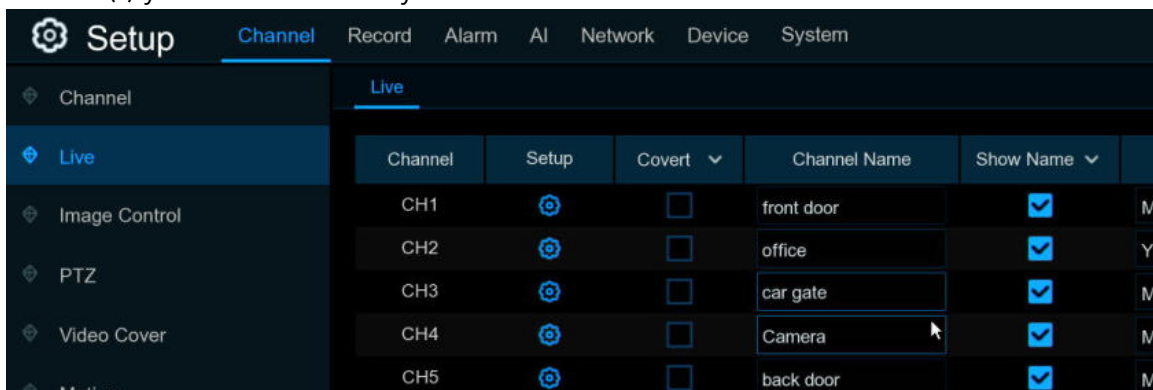 Setup Channel Record Alarm AI Network Device System
Channel
Live
Live
Image Control
PTZ
Video Cover
Channel Setup Covert Channel Name Show Name
CH1 front door
CH2 office
CH3 car gate
CH4 Camera
CH5 back door